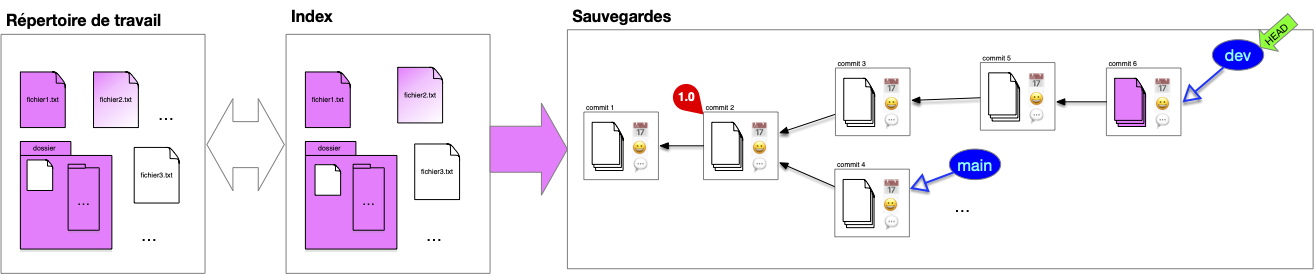 Répertoire de travail
fichier1.txt
fichier2.txt
...
dossier
...
fichier3.txt
...
Index
fichier1.txt
fichier2.txt
dossier
...
fichier3.txt
...
Sauvegardes
commit 1
17
1.0
commit 2
17
commit 3
17
commit 4
17
commit 5
17
commit 6
17
main
dev
HEAD
...